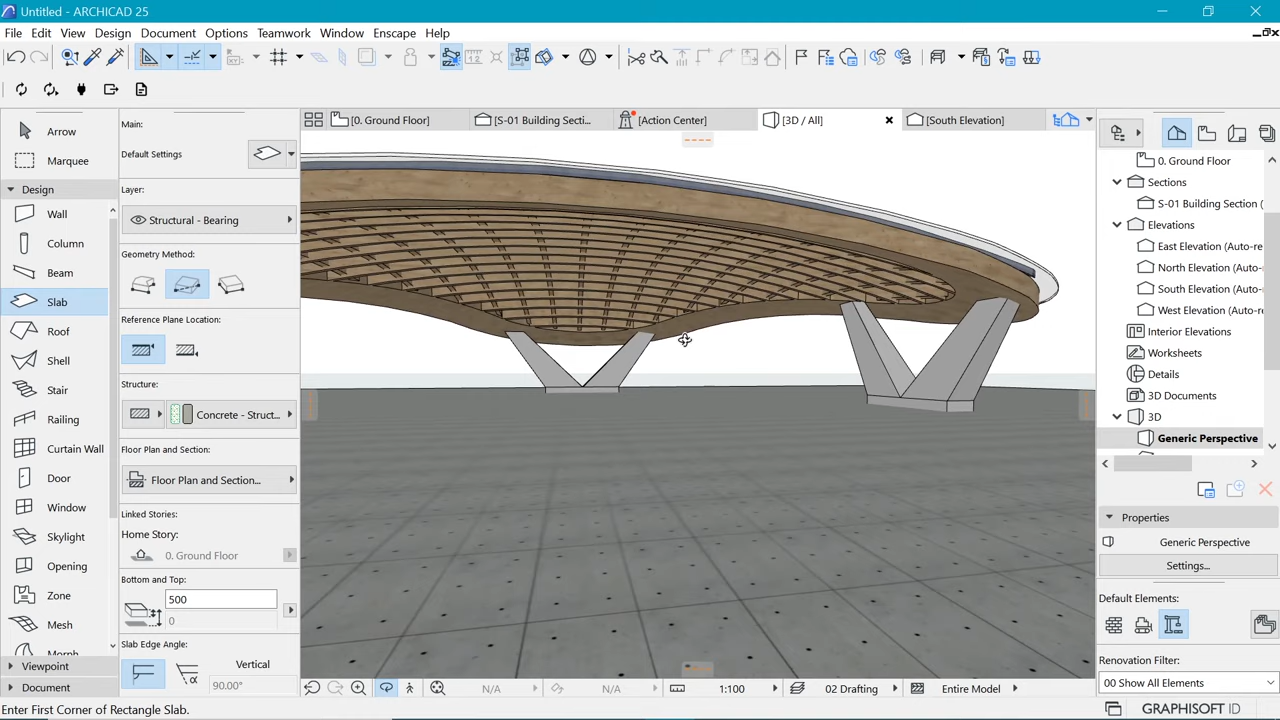 Untitled - ARCHICAD 25
File Edit View Design Document Options Teamwork Window Enscape Help
Main:
Default Settings
Layer:
Structural - Bearing
Geometry Method:
Reference Plane Location:
Structure:
Concrete - Struct...
Floor Plan and Section:
Floor Plan and Section...
Linked Stories:
Home Story:
0. Ground Floor
Bottom and Top:
500
0
Slab Edge Angle:
Vertical
90.00°
Arrow
Marquee
Design
Wall
Column
Beam
Slab
Roof
Shell
Stair
Railing
Curtain Wall
Door
Window
Skylight
Opening
Zone
Mesh
Morph
Viewpoint
Document
[0. Ground Floor]
[S-01 Building Secti...
[Action Center]
[3D / All]
[South Elevation]
0. Ground Floor
Sections
S-01 Building Section (
Elevations
East Elevation (Auto-re
North Elevation (Auto-
South Elevation (Auto-
West Elevation (Auto-re
Interior Elevations
Worksheets
Details
3D Documents
3D
Generic Perspective
Properties
Generic Perspective
Settings...
Default Elements:
Renovation Filter:
00 Show All Elements
N/A
N/A
1:100
02 Drafting
Entire Model
Enter First Corner of Rectangle Slab.
GRAPHISOFT ID